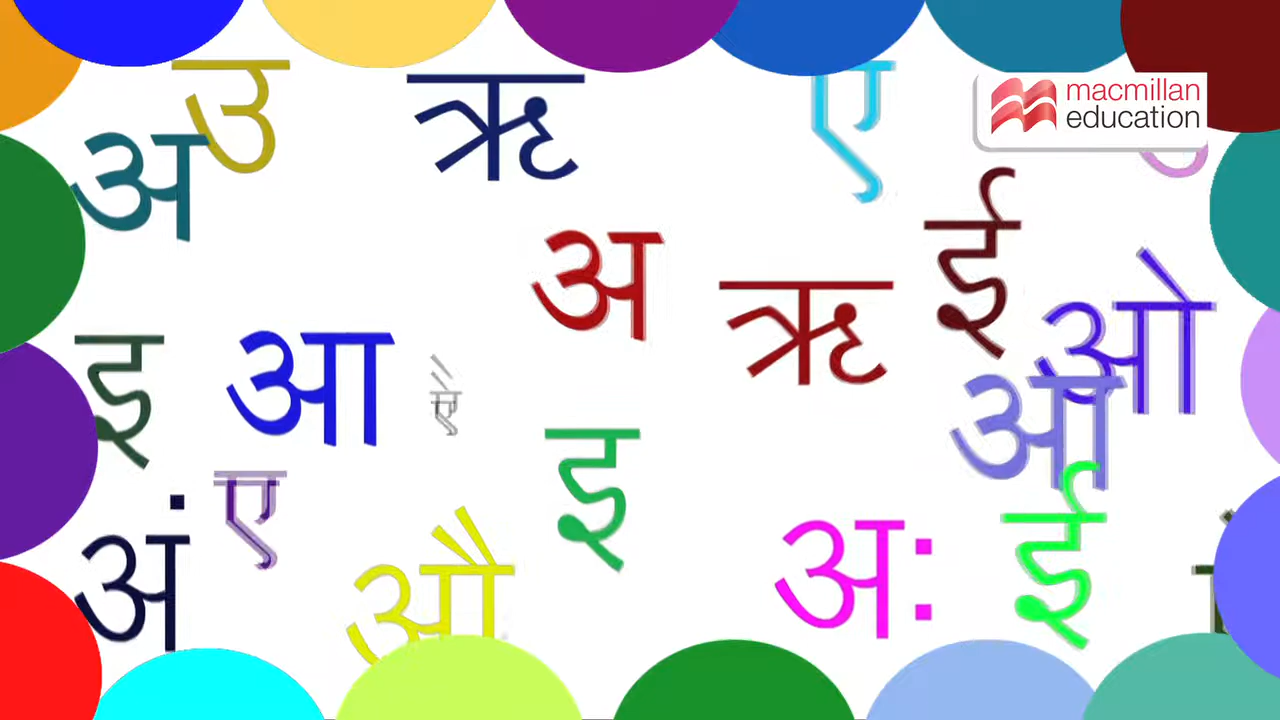 उ
ऋ
ए
macmillan
education
अ
अ
ई
ऋ
ओ
इ
आ
ऐ
आ
इ
ए
अं
औ
अः
ई